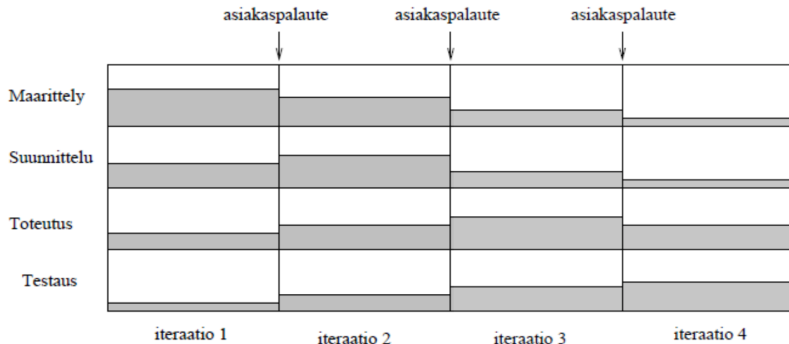 asiakaspalaute asiakaspalaute asiakaspalaute
Maarittely
Suunnittelu
Toteutus
Testaus
iteraatio 1 iteraatio 2 iteraatio 3 iteraatio 4